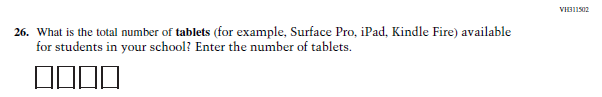 VH311502
26. What is the total number of tablets (for example, Surface Pro, iPad, Kindle Fire) available
for students in your school? Enter the number of tablets.